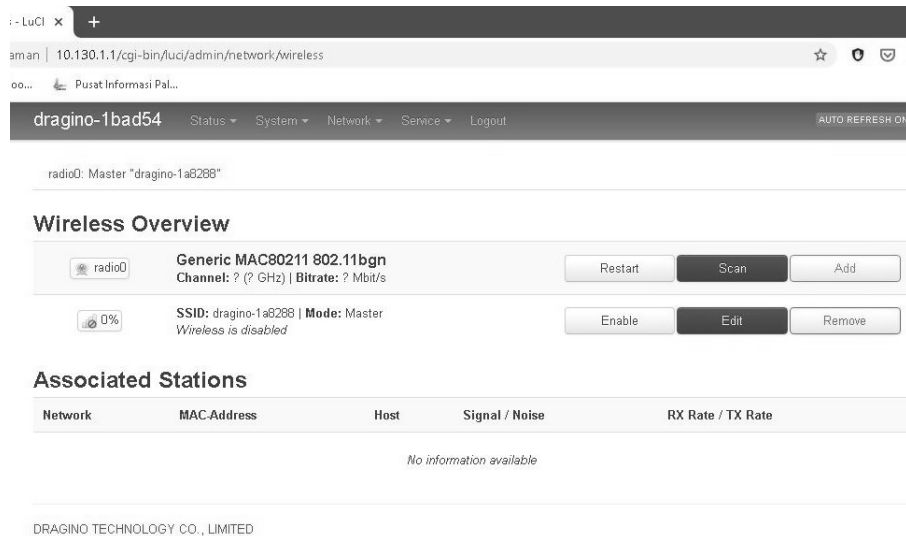 s - LuCI × +
aman | 10.130.1.1/cgi-bin/luci/admin/network/wireless
oo... Pusat Informasi Pal...
dragino-1bad54 Status System Network Service Logout AUTO REFRESH ON
radio0: Master "dragino-1a8288"
Wireless Overview
radio0 Generic MAC80211 802.11bgn Restart Scan Add
Channel: ? (? GHz) | Bitrate: ? Mbit/s
0% SSID: dragino-1a8288 | Mode: Master Enable Edit Remove
Wireless is disabled
Associated Stations
Network MAC-Address Host Signal / Noise RX Rate / TX Rate
No information available
DRAGINO TECHNOLOGY CO., LIMITED